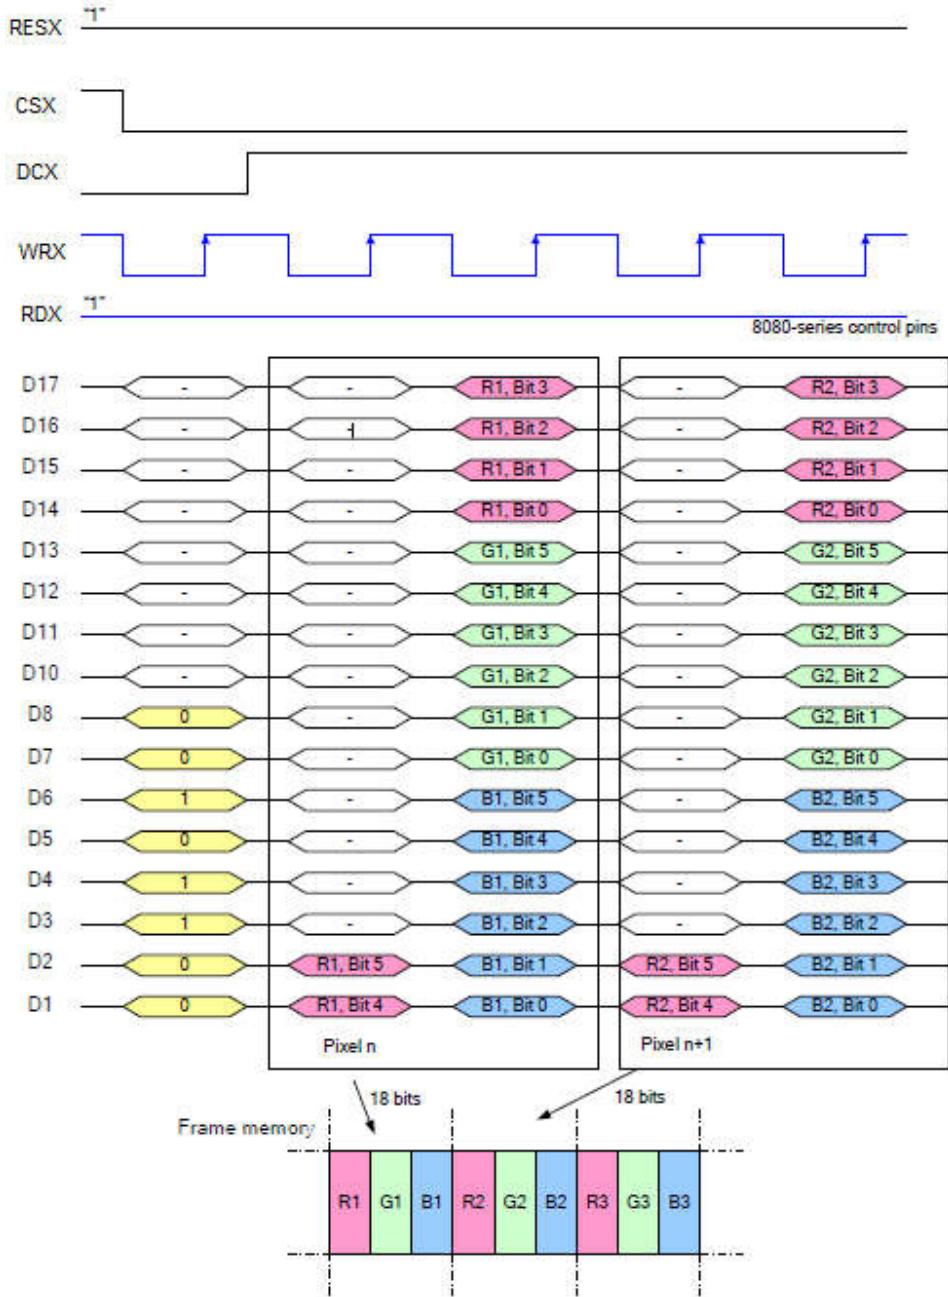 RESX "1"
CSX
DCX
WRX
RDX "1"
8080-series control pins
D17 - - R1, Bit 3 - R2, Bit 3
D16 - - R1, Bit 2 - R2, Bit 2
D15 - - R1, Bit 1 - R2, Bit 1
D14 - - R1, Bit 0 - R2, Bit 0
D13 - - G1, Bit 5 - G2, Bit 5
D12 - - G1, Bit 4 - G2, Bit 4
D11 - - G1, Bit 3 - G2, Bit 3
D10 - - G1, Bit 2 - G2, Bit 2
D8 0 - G1, Bit 1 - G2, Bit 1
D7 0 - G1, Bit 0 - G2, Bit 0
D6 1 - B1, Bit 5 - B2, Bit 5
D5 0 - B1, Bit 4 - B2, Bit 4
D4 1 - B1, Bit 3 - B2, Bit 3
D3 1 - B1, Bit 2 - B2, Bit 2
D2 0 R1, Bit 5 B1, Bit 1 R2, Bit 5 B2, Bit 1
D1 0 R1, Bit 4 B1, Bit 0 R2, Bit 4 B2, Bit 0
Pixel n Pixel n+1
18 bits 18 bits
Frame memory
R1 G1 B1 R2 G2 B2 R3 G3 B3